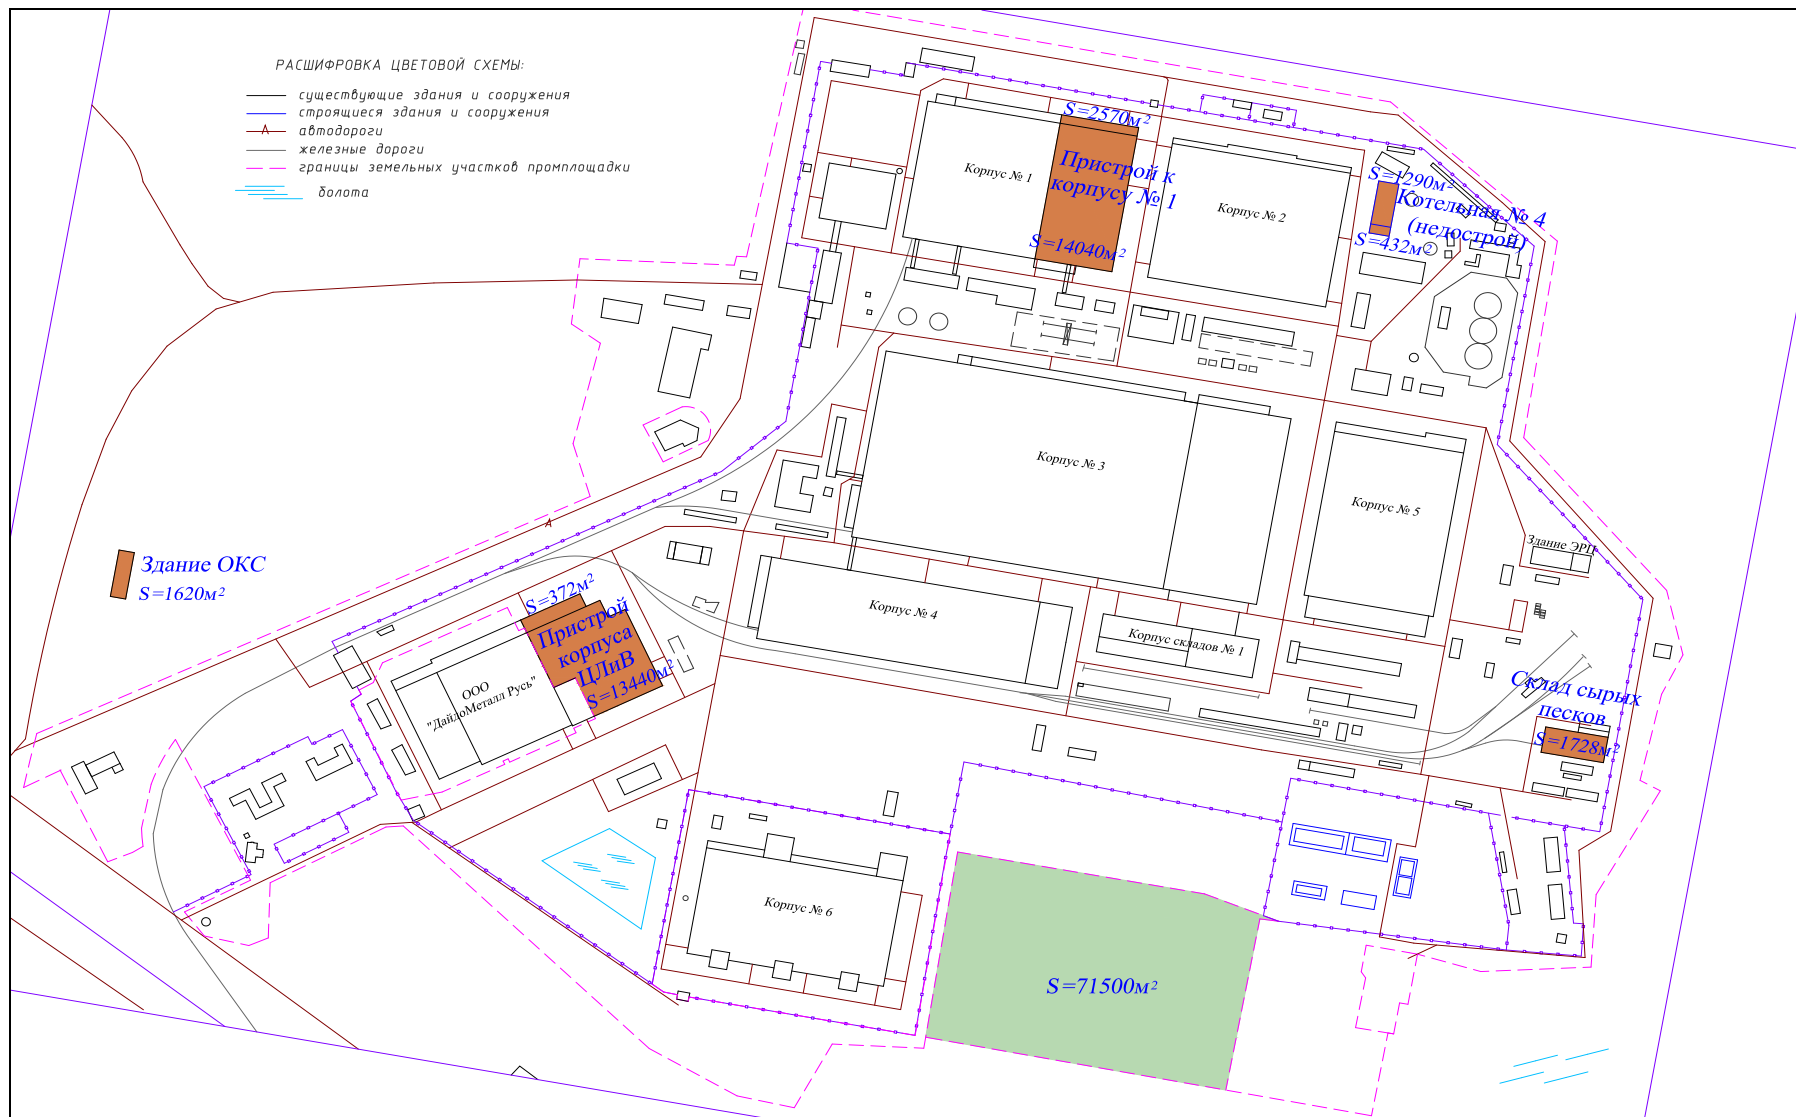 РАСШИФРОВКА ЦВЕТОВОЙ СХЕМЫ:
существующие здания и сооружения
строящиеся здания и сооружения
А
автодороги
железные дороги
границы земельных участков промплощадки
болота
S=2570м²
Корпус № 1
Пристрой к
корпусу № 1
S=14040м²
Корпус № 2
S=1290м²
Котельная № 4
(недострой)
S=432м²
Корпус № 3
Корпус № 5
А
Здание ЭРП
Здание ОКС
S=1620м²
S=372м²
Пристрой
корпуса
ЦЛиВ
S=13440м²
ООО
"ДайдоМеталл Русь"
Корпус № 4
Корпус складов № 1
Склад сырых
песков
S=1728м²
Корпус № 6
S=71500м²